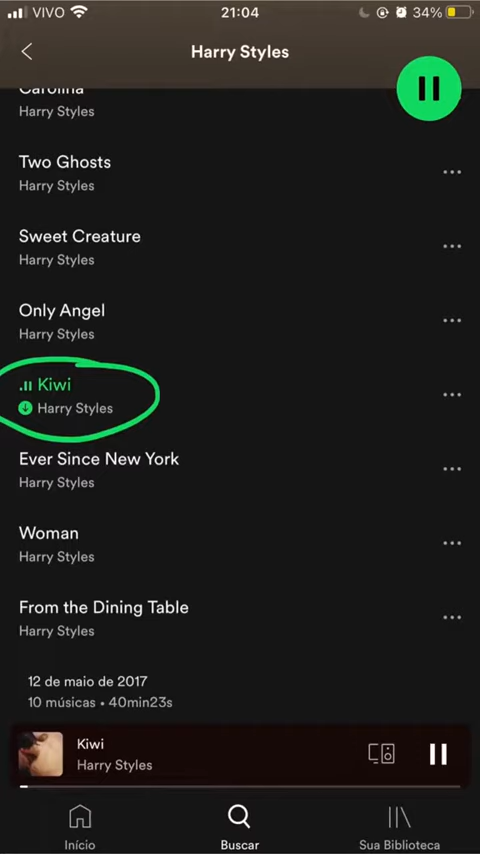 VIVO 21:04 34%
Harry Styles
Carolina
Harry Styles
Two Ghosts
Harry Styles
Sweet Creature
Harry Styles
Only Angel
Harry Styles
Kiwi
Harry Styles
Ever Since New York
Harry Styles
Woman
Harry Styles
From the Dining Table
Harry Styles
12 de maio de 2017
10 músicas • 40min23s
Kiwi
Harry Styles
Início Buscar Sua Biblioteca